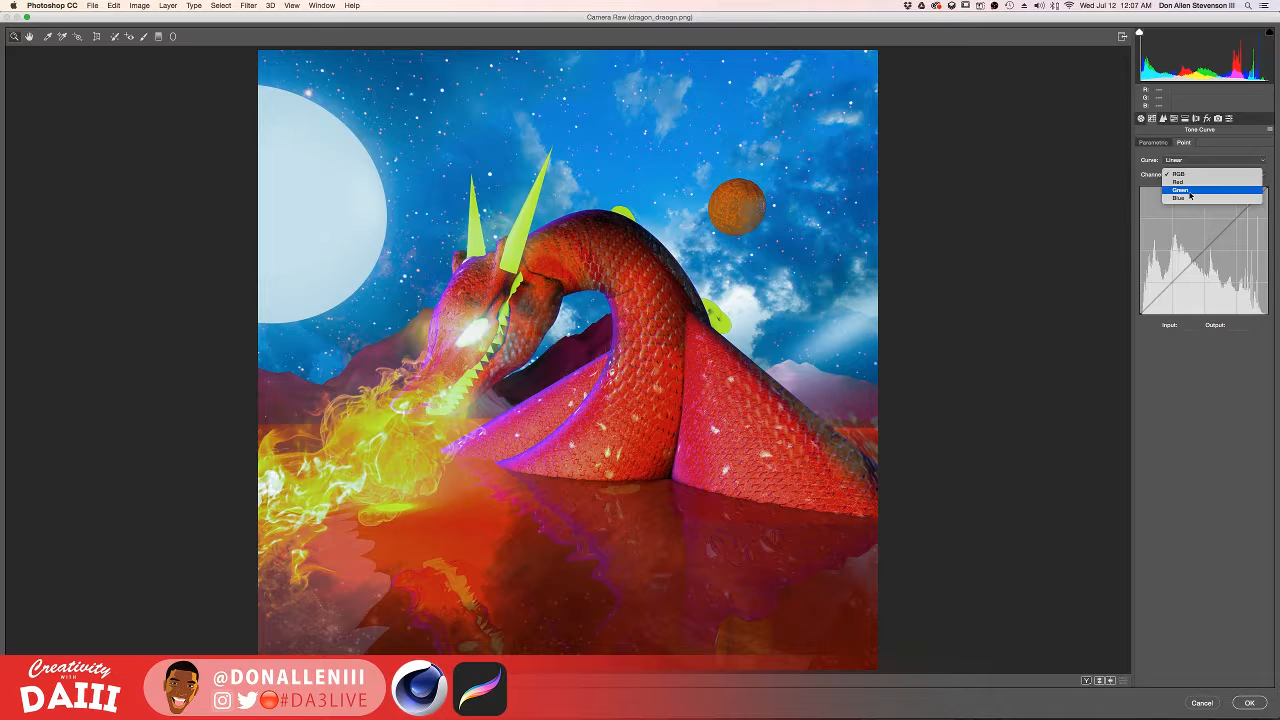 Photoshop CC File Edit Image Layer Type Select Filter 3D View Window Help
Wed Jul 12 12:07 AM Don Allen Stevenson III
Camera Raw (dragon_draogn.png)
R: ---
G: ---
B: ---
Tone Curve
Parametric Point
Curve: Linear
Channe
✓ RGB
Red
Green
Blue
Input: Output:
Y
Creativity
WITH
DAIII
@DONALLENIII
#DA3LIVE
Cancel OK